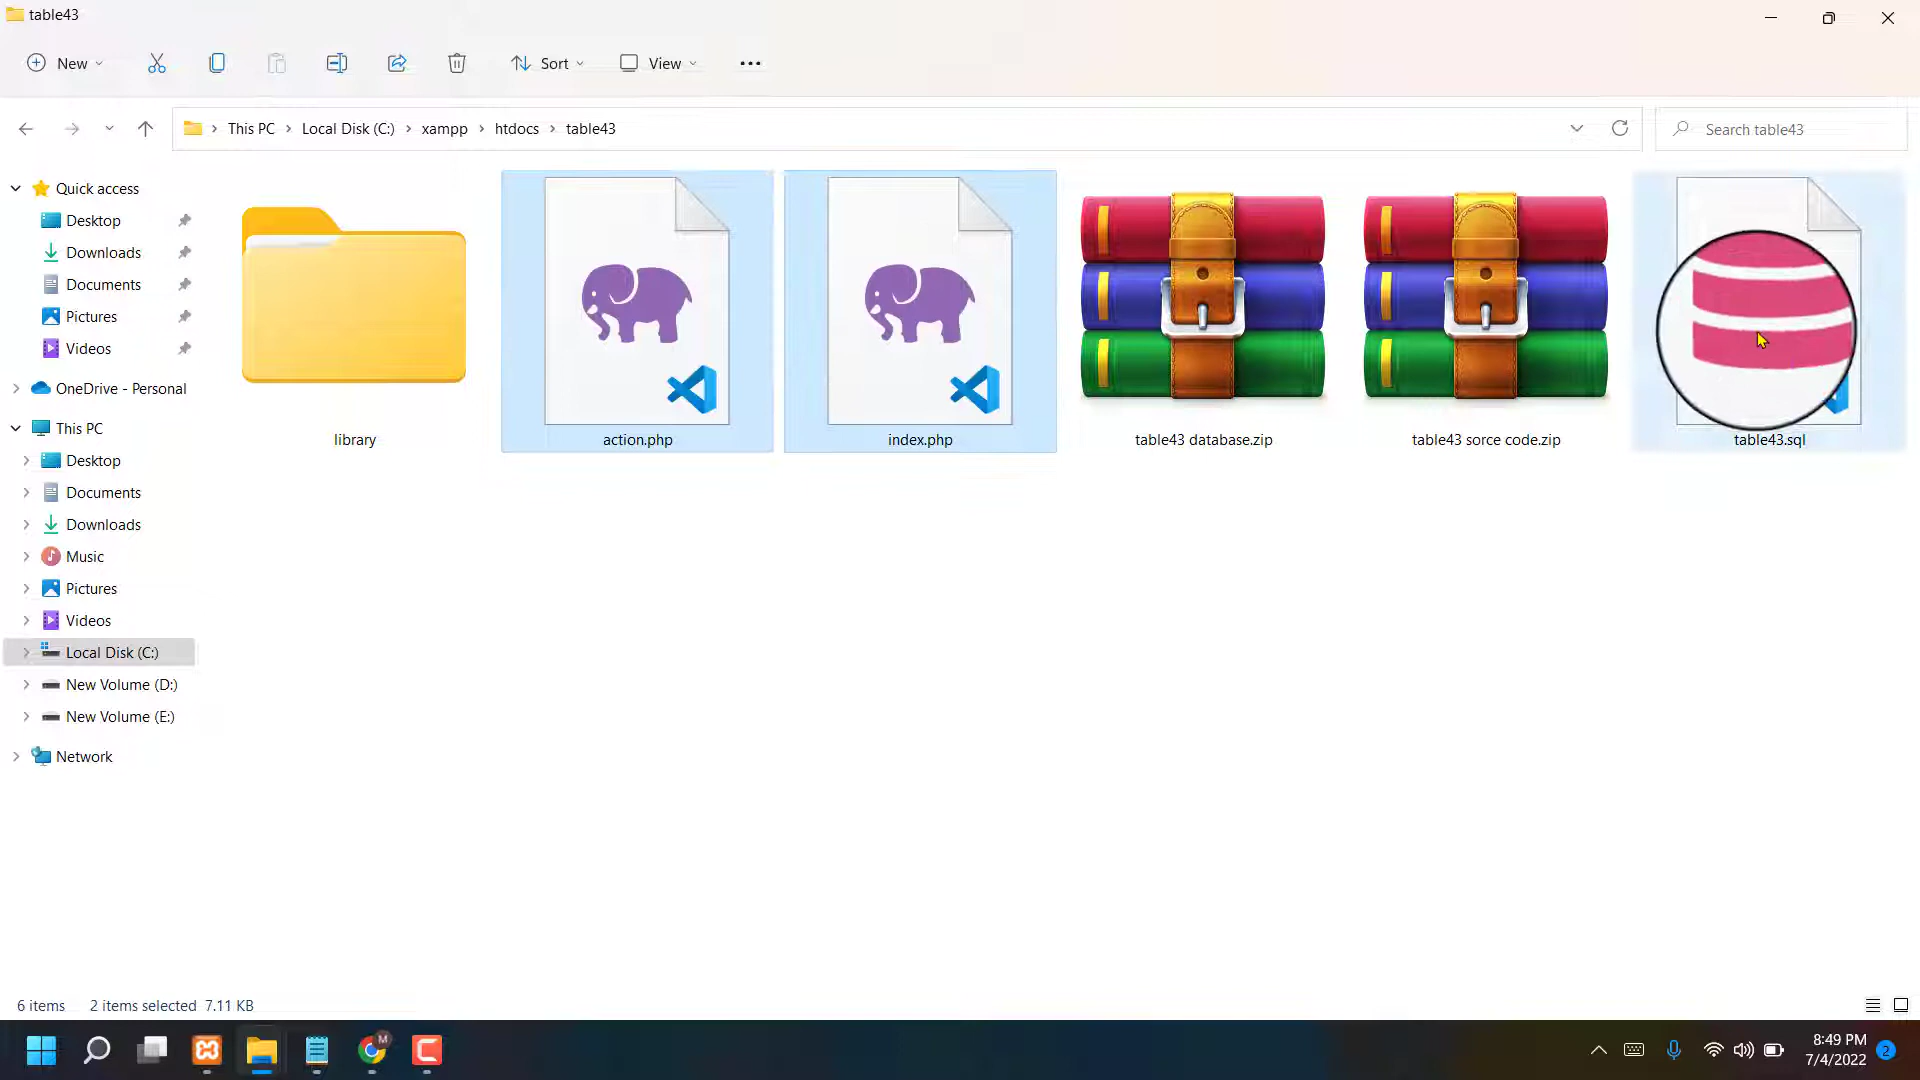 table43
New
Sort
View
This PC
Local Disk (C:)
xampp
htdocs
table43
Search table43
Quick access
Desktop
Downloads
Documents
Pictures
Videos
OneDrive - Personal
This PC
Desktop
Documents
Downloads
Music
Pictures
Videos
Local Disk (C:)
New Volume (D:)
New Volume (E:)
Network
library
action.php
index.php
table43 database.zip
table43 sorce code.zip
table43.sql
6 items
2 items selected 7.11 KB
M
8:49 PM
7/4/2022
2